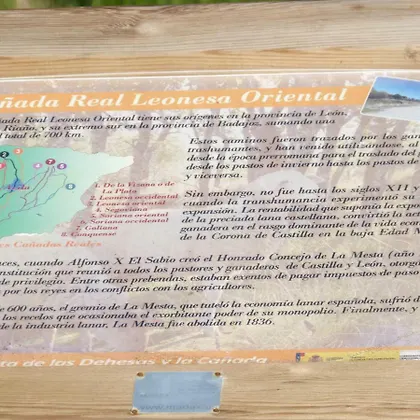 ñada Real Leonesa Oriental
ñada Real Leonesa Oriental tiene sus orígenes en la provincia de León,
Riaño, y su extremo sur en la provincia de Badajoz, sumando una
total de 700 km.
Estos caminos fueron trazados por los ga
trashumantes, y han venido utilizándose, al
desde la época prerromana para el traslado del
desde los pastos de invierno hasta los pastos de
y viceversa.
1. De la Vizana o de
La Plata
2. Leonesa occidental
3. Leonesa oriental
4. Segoviana
5. Soriana oriental
6. Soriana occidental
7. Galiana
8. Conquense
es Cañadas Reales
Sin embargo, no fue hasta los siglos XII
cuando la transhumancia experimentó su
expansión. La rentabilidad que suponía la expor
de la preciada lana castellana, convirtió la act
ganadera en el rasgo dominante de la vida econ
de la Corona de Castilla en la baja Edad M
ces, cuando Alfonso X El Sabio creó el Honrado Concejo de La Mesta (año
nstitución que reunió a todos los pastores y ganaderos de Castilla y León, otorg
de privilegio. Entre otras prebendas, estaban exentos de pagar impuestos de pas
por los reyes en los conflictos con los agricultores.
e 600 años, el gremio de La Mesta, que tuteló la economía lanar española, sufrió
las recelos que ocasionaba el exorbitante poder de su monopolio. Finalmente, y
de la industria lanar, La Mesta fue abolida en 1836.
ta de las Dehesas y la Cañada